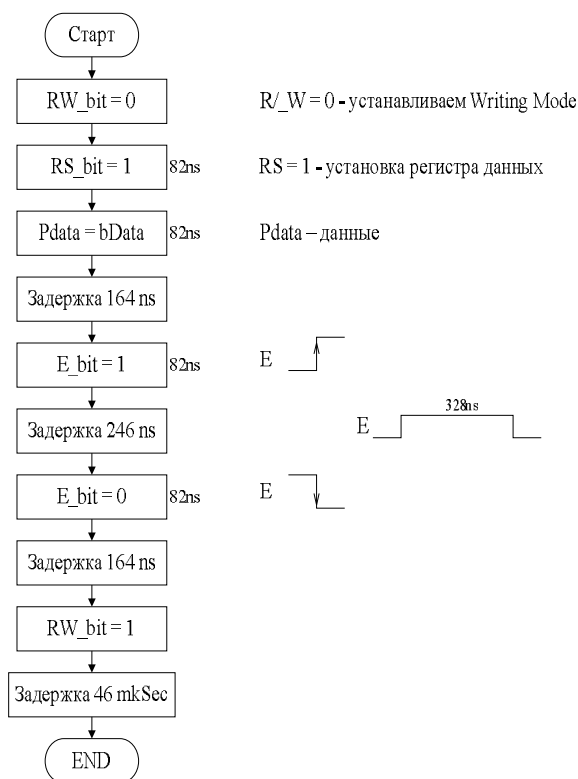 Старт
RW_bit = 0 R/_W = 0 - устанавливаем Writing Mode
RS_bit = 1 82ns RS = 1 - установка регистра данных
Pdata = bData 82ns Pdata – данные
Задержка 164 ns
E_bit = 1 82ns E
328ns
Задержка 246 ns E
E_bit = 0 82ns E
Задержка 164 ns
RW_bit = 1
Задержка 46 mkSec
END